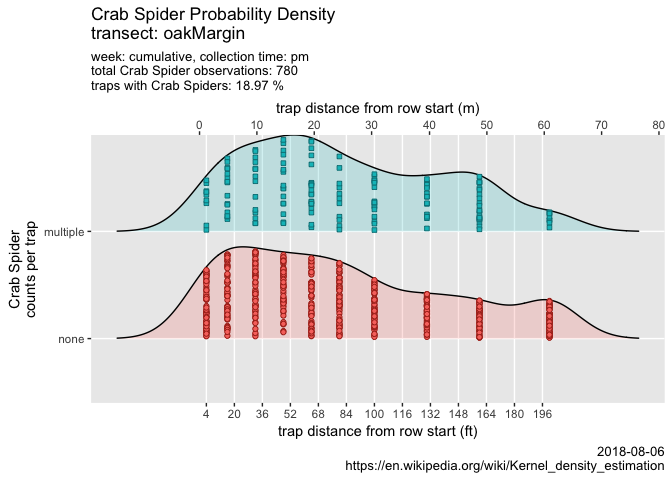 Crab Spider Probability Density
transect: oakMargin
week: cumulative, collection time: pm
total Crab Spider observations: 780
traps with Crab Spiders: 18.97 %
trap distance from row start (m)
0 10 20 30 40 50 60 70 80
multiple
none
Crab Spider
counts per trap
4 20 36 52 68 84 100 116 132 148 164 180 196
trap distance from row start (ft)
2018-08-06
https://en.wikipedia.org/wiki/Kernel_density_estimation